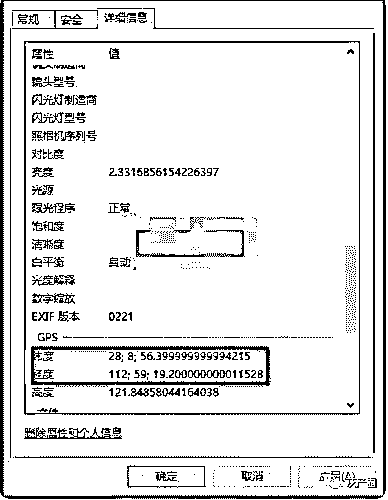 常规 安全 详细信息
属性 值
镜头型号
闪光灯制造商
闪光灯型号
照相机序列号
对比度
亮度 2.3316856154226397
光源
曝光程序 正常
饱和度
清晰度
白平衡 自动
光度解释
数字缩放
EXIF 版本 0221
GPS
纬度 28; 8; 56.399999999994215
经度 112; 59; 19.200000000011528
高度 121.84858044164038
删除属性和个人信息
确定 取消